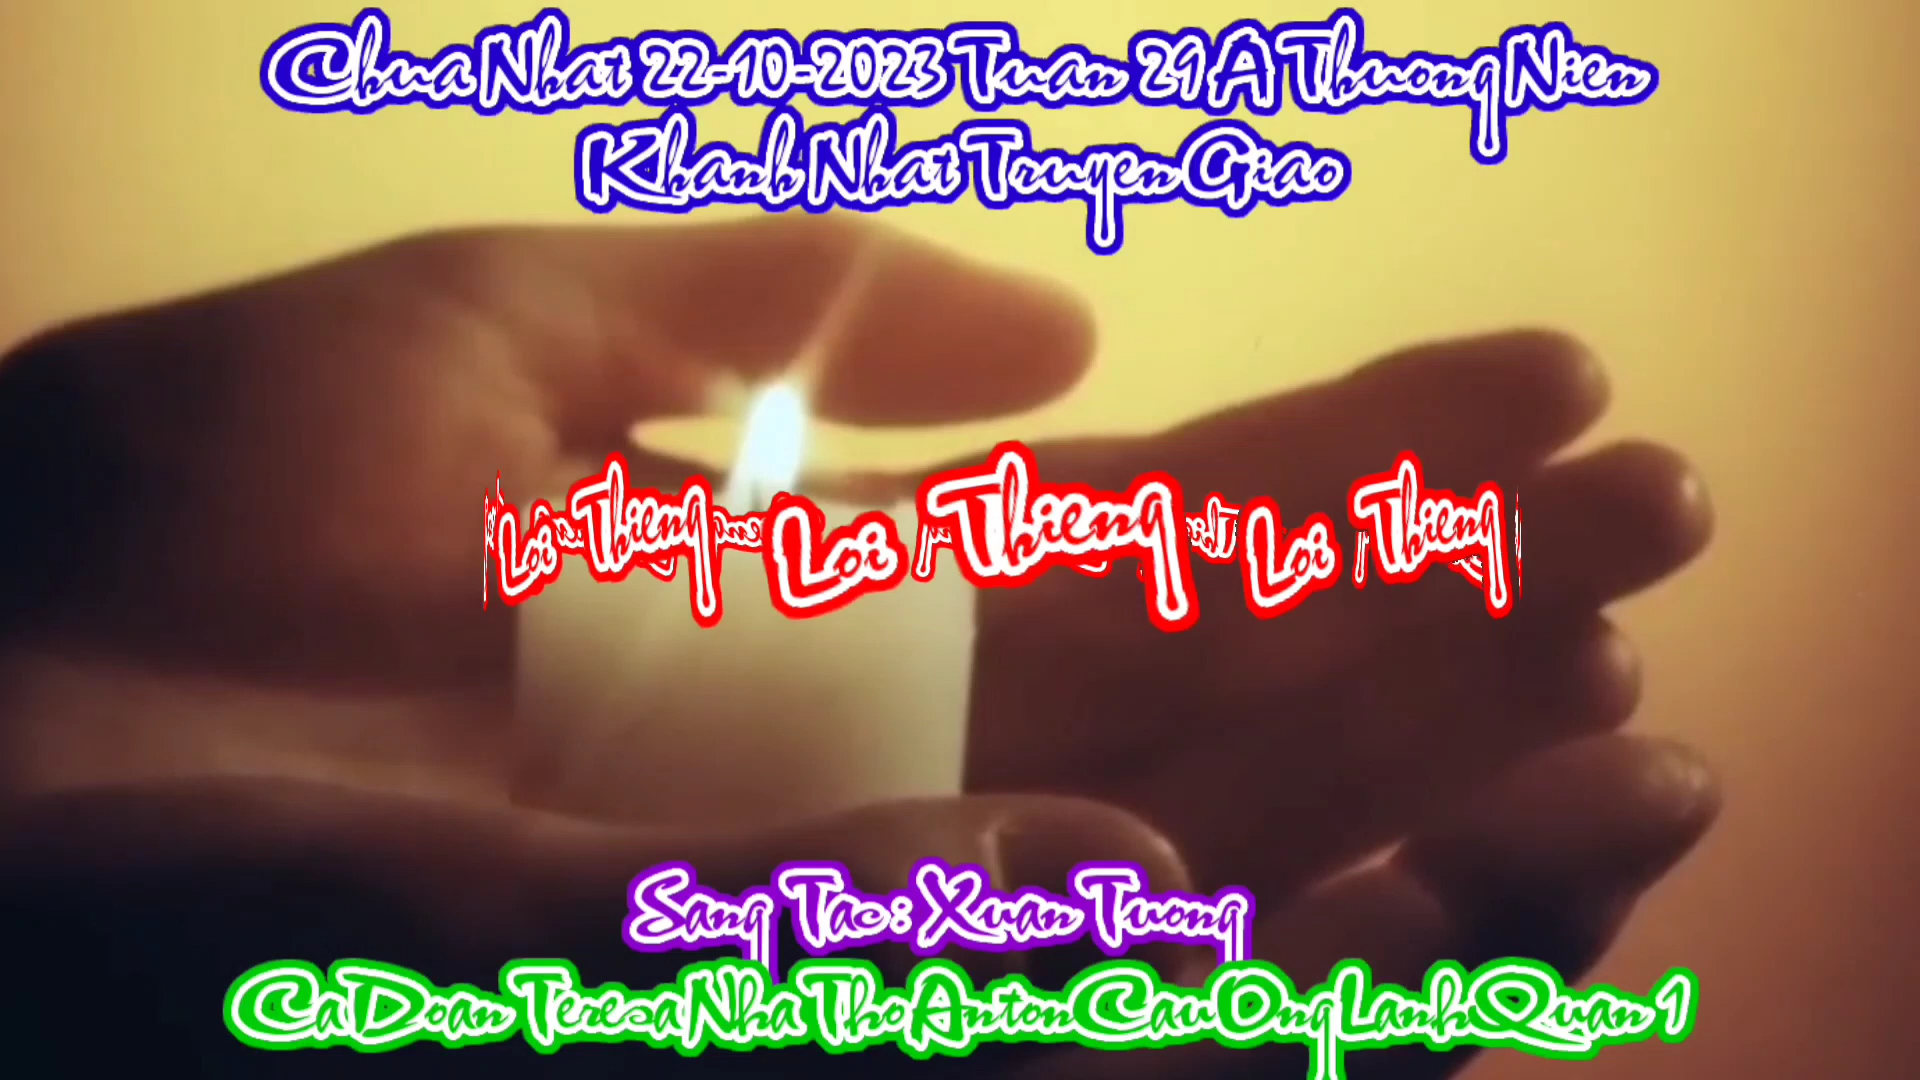 Chua Nhat 22-10-2023 Tuan 29 A Thuong Nien
Khanh Nhat Truyen Giao
Loi Thieng Loi Thieng Loi Thieng
Sang Tac : Xuan Tuong
Ca Doan Teresa Nha Tho Anton Cau Ong Lanh Quan 1